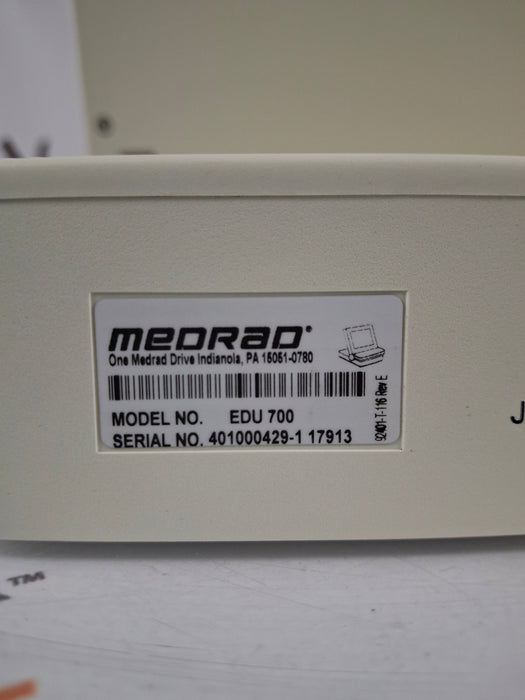 MEDRAD®
One Medrad Drive Indianola, PA 15051-0780
MODEL NO. EDU 700
SERIAL NO. 401000429-1 17913
92401-T-116 Rev E
J
TM